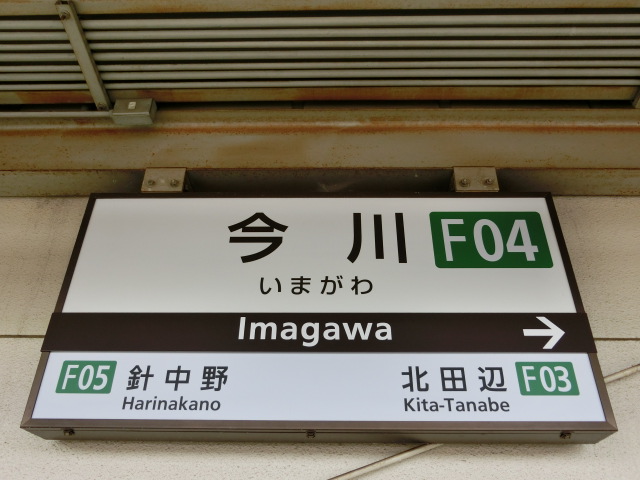 今川 F04
いまがわ
Imagawa →
F05 針中野 北田辺 F03
Harinakano Kita-Tanabe